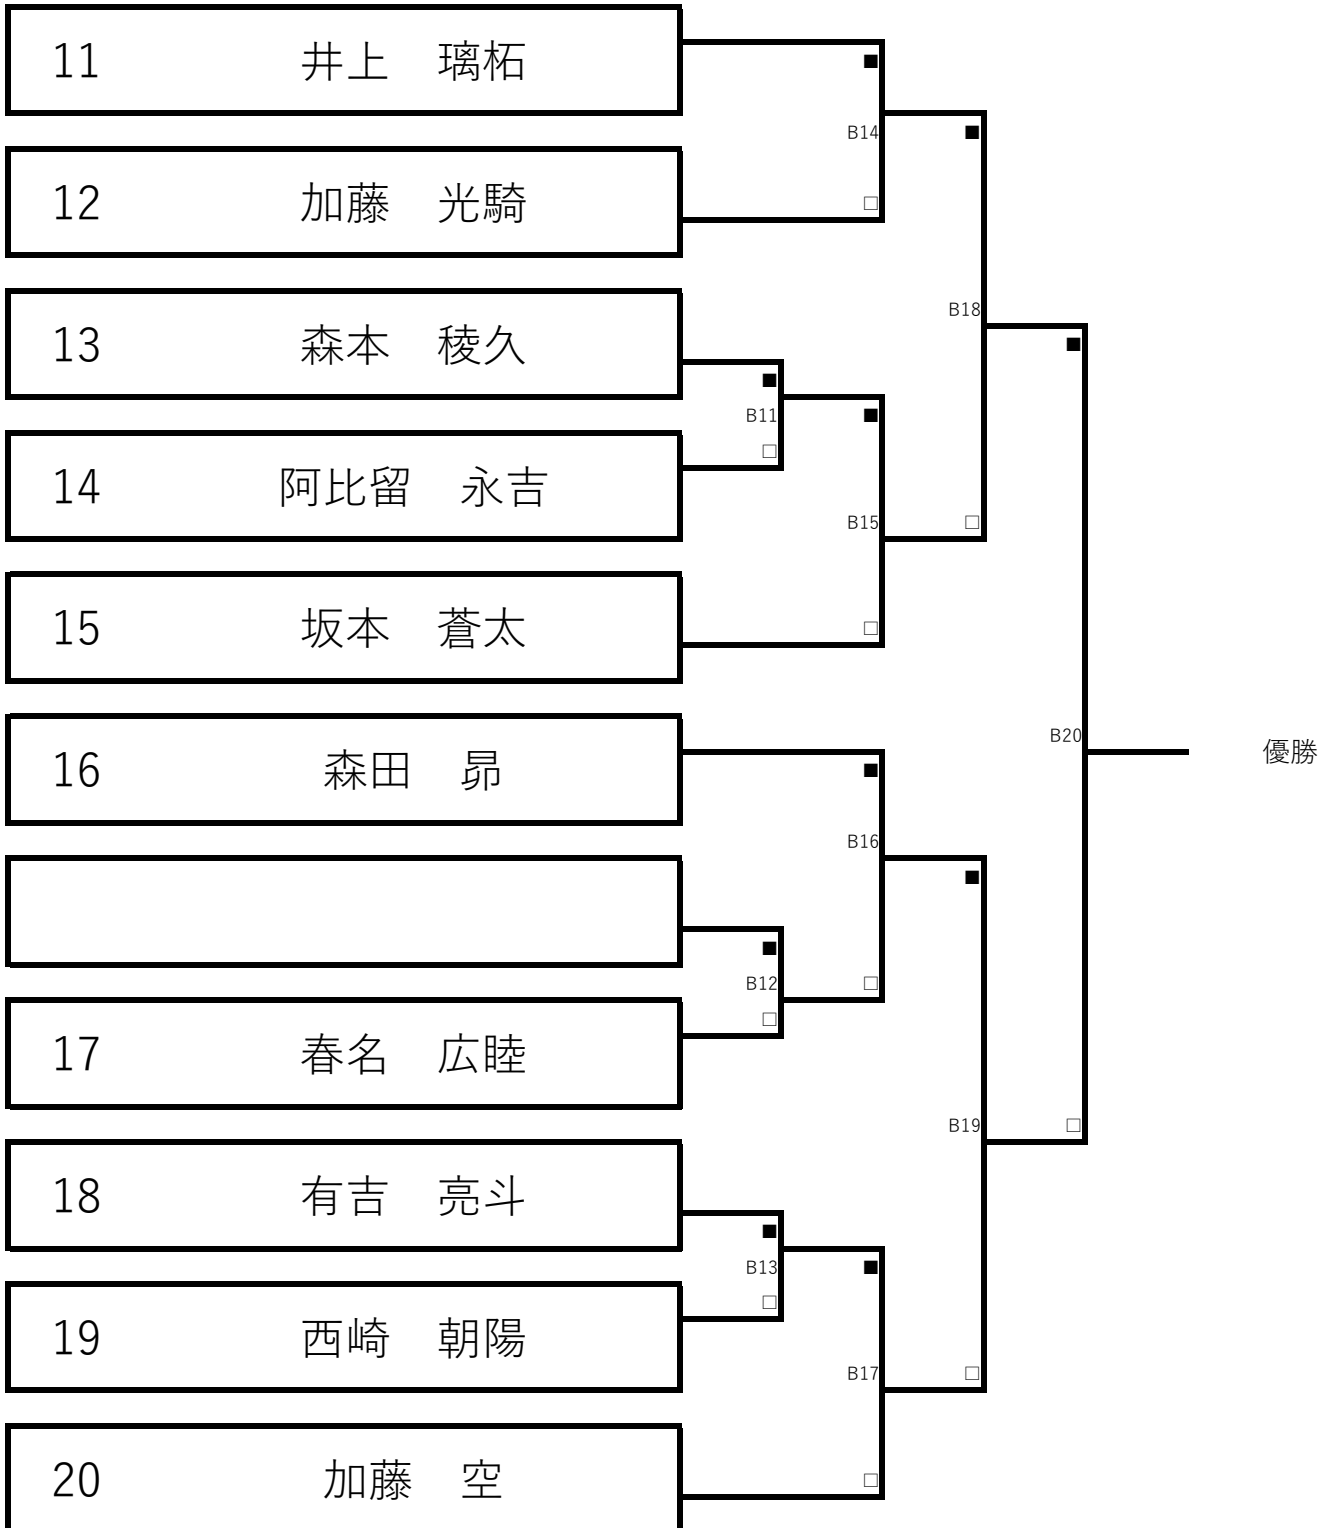 11 井上 璃柘
■
B14 ■
12 加藤 光騎
□
B18
13 森本 稜久
■
■
B11 ■
□
14 阿比留 永吉
B15 □
15 坂本 蒼太
□
B20
優勝
16 森田 昴
■
B16
■
■
B12 □
□
17 春名 広睦
B19 □
18 有吉 亮斗
■
B13 ■
□
19 西崎 朝陽
B17 □
20 加藤 空
□